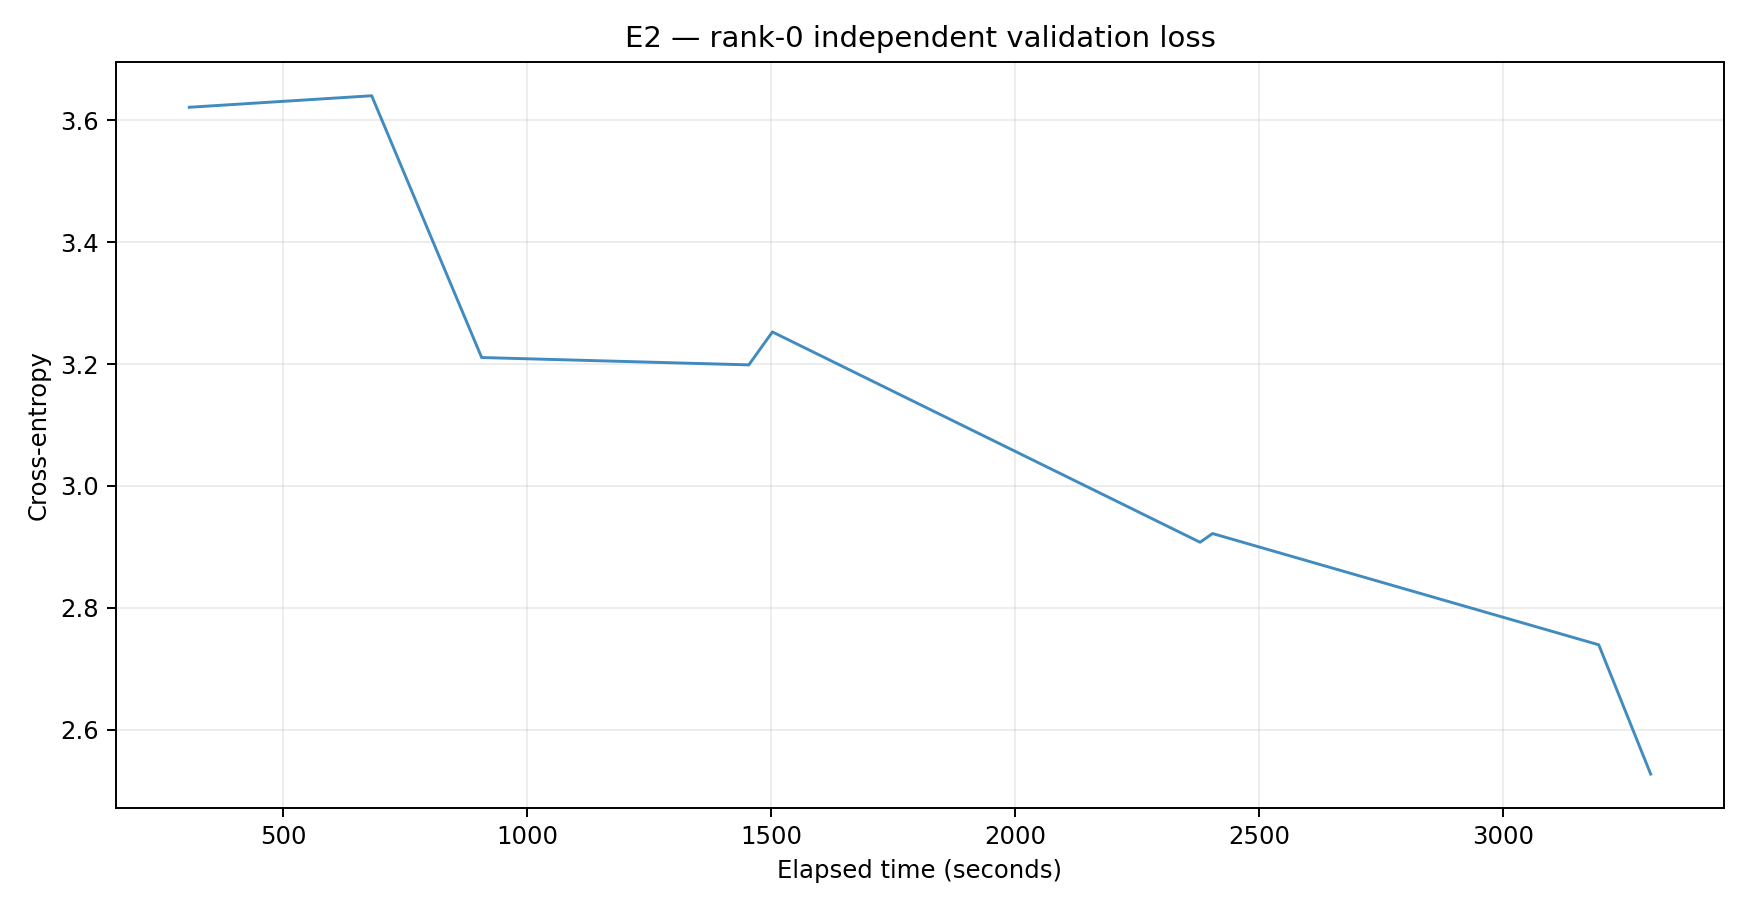 E2 — rank-0 independent validation loss
3.6
3.4
3.2
3.0
2.8
2.6
Cross-entropy
500 1000 1500 2000 2500 3000
Elapsed time (seconds)